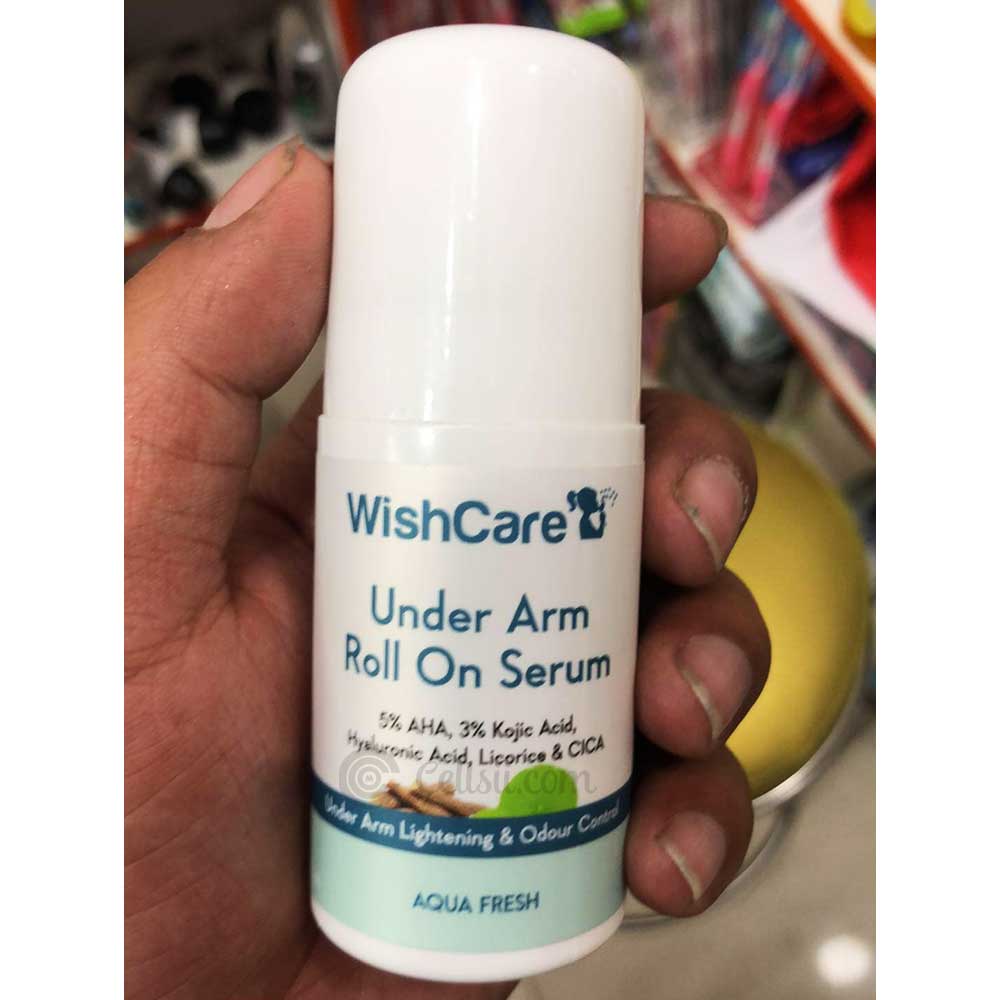 WishCare
Under Arm
Roll On Serum
5% AHA, 3% Kojic Acid,
Hyaluronic Acid, Licorice & CICA
Cellsu.com
Under Arm Lightening & Odour Control
AQUA FRESH